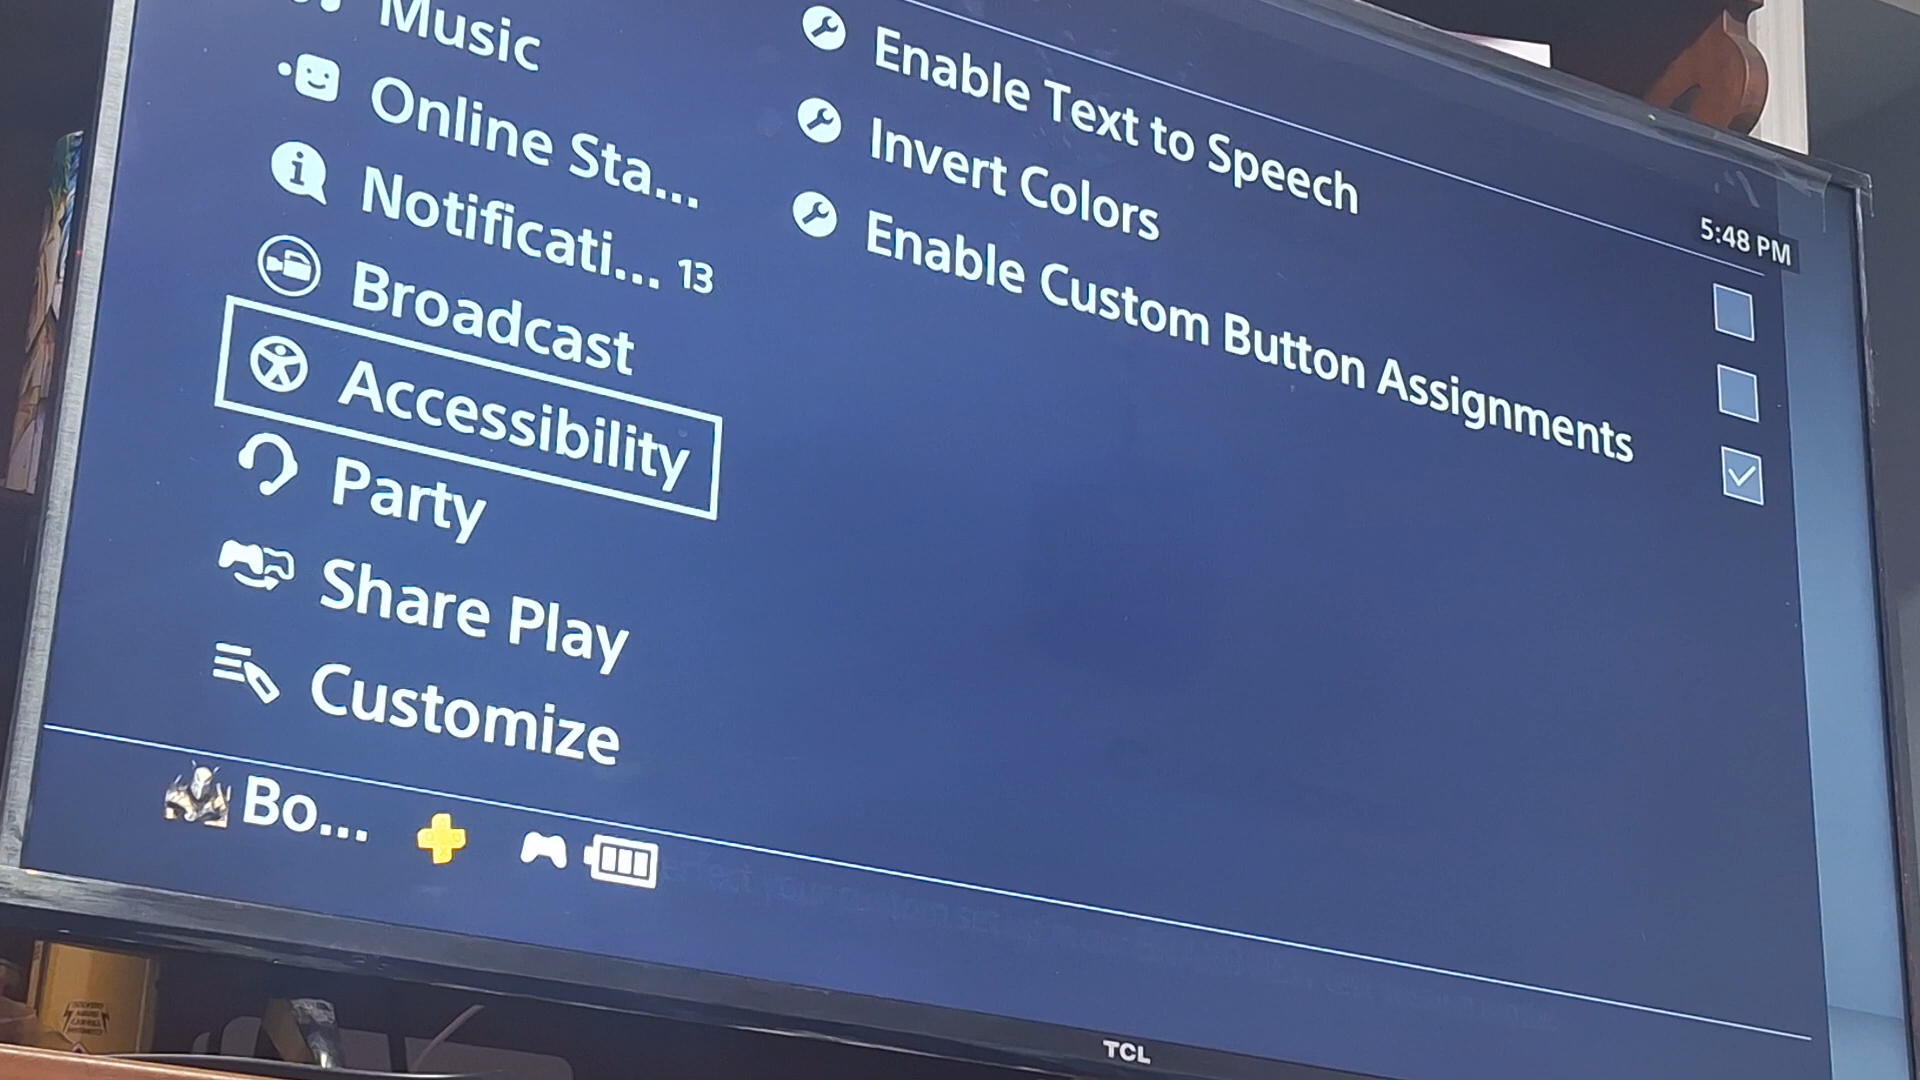 Music
Online Sta...
Notificati... 13
Broadcast
Accessibility
Party
Share Play
Customize
Enable Text to Speech
Invert Colors
Enable Custom Button Assignments
5:48 PM
Bo...
TCL